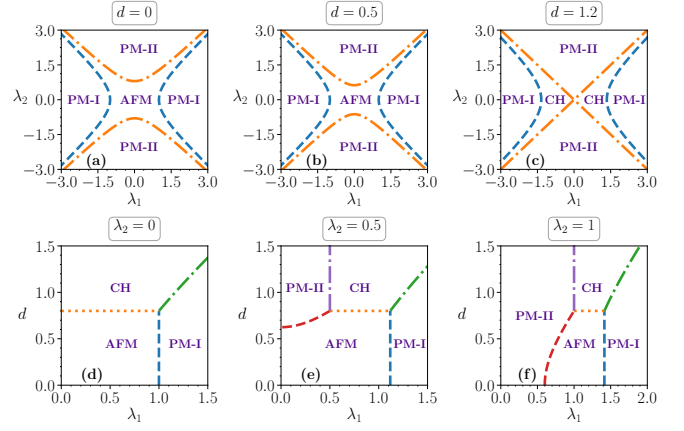 d = 0
3.0
1.5
0.0
−1.5
−3.0
λ2
PM-II
PM-I
AFM
PM-I
PM-II
(a)
−3.0 −1.5 0.0 1.5 3.0
λ1
d = 0.5
3.0
1.5
0.0
−1.5
−3.0
λ2
PM-II
PM-I
AFM
PM-I
PM-II
(b)
−3.0 −1.5 0.0 1.5 3.0
λ1
d = 1.2
3.0
1.5
0.0
−1.5
−3.0
λ2
PM-II
PM-I
CH
CH
PM-I
PM-II
(c)
−3.0 −1.5 0.0 1.5 3.0
λ1
λ2 = 0
1.5
1.0
0.5
0.0
d
CH
AFM
PM-I
(d)
0.0 0.5 1.0 1.5
λ1
λ2 = 0.5
1.5
1.0
0.5
0.0
d
PM-II
CH
AFM
PM-I
(e)
0.0 0.5 1.0 1.5
λ1
λ2 = 1
1.5
1.0
0.5
0.0
d
CH
PM-II
AFM
PM-I
(f)
0.0 0.5 1.0 1.5 2.0
λ1